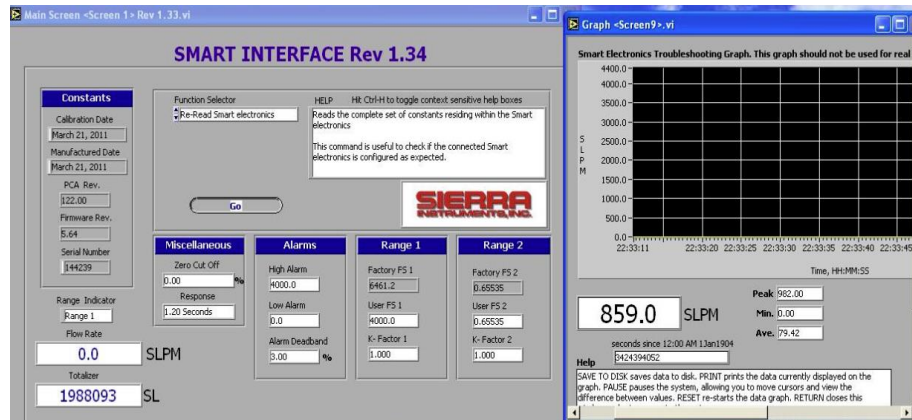 Main Screen <Screen 1> Rev 1.33.vi
SMART INTERFACE Rev 1.34
Constants
Calibration Date
March 21, 2011
Manufactured Date
March 21, 2011
PCA Rev.
122.00
Firmware Rev.
5.64
Serial Number
144239
Range Indicator
Range 1
Flow Rate
0.0 SLPM
Totalizer
1988093 SL
Function Selector
Re-Read Smart electronics
Go
HELP Hit Ctrl-H to toggle context sensitive help boxes
Reads the complete set of constants residing within the Smart
electronics
This command is useful to check if the connected Smart
electronics is configured as expected.
SIERRA
INSTRUMENTS, INC.
Miscellaneous
Zero Cut Off
0.00 %
Response
1.20 Seconds
Alarms
High Alarm
4000.0
Low Alarm
0.0
Alarm Deadband
3.00 %
Range 1
Factory FS 1
6461.2
User FS 1
4000.0
K- Factor 1
1.000
Range 2
Factory FS 2
0.65535
User FS 2
0.65535
K- Factor 2
1.000
Graph <Screen9>.vi
Smart Electronics Troubleshooting Graph. This graph should not be used for real
4400.0
4000.0
3500.0
3000.0
2500.0
2000.0
1500.0
1000.0
500.0
0.0
SLPM
22:33:11 22:33:20 22:33:25 22:33:30 22:33:35 22:33:40 22:33:45
Time, HH:MM:SS
859.0 SLPM
Peak 982.00
Min. 0.00
Ave. 79.42
seconds since 12:00 AM 1Jan1904
3424394052
Help
SAVE TO DISK saves data to disk. PRINT prints the data currently displayed on the
graph. PAUSE pauses the system, allowing you to move cursors and view the
difference between values. RESET re-starts the data graph. RETURN closes this